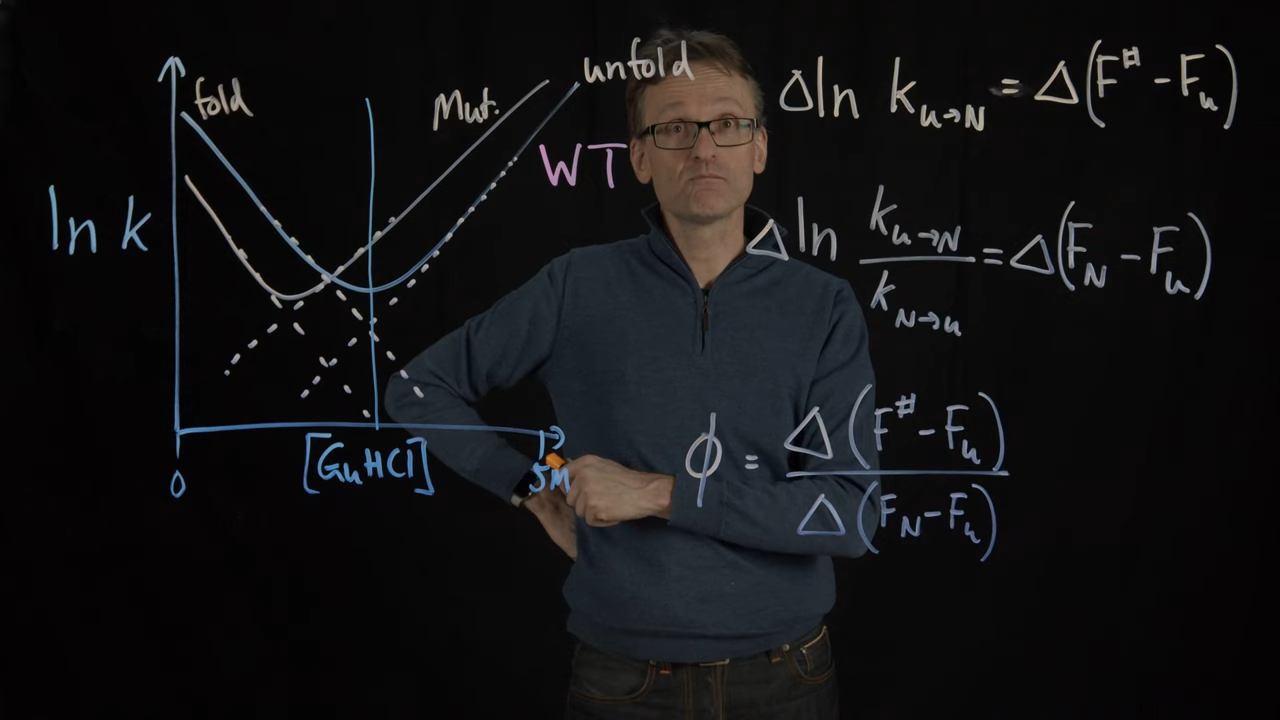 fold
Mut.
unfold
WT
ln k
0
[GuHCl]
5M
Δln k_{u→N} = Δ(F^# - F_u)
Δln k_{u→N} / k_{N→u} = Δ(F_N - F_u)
ϕ = Δ(F^# - F_u) / Δ(F_N - F_u)